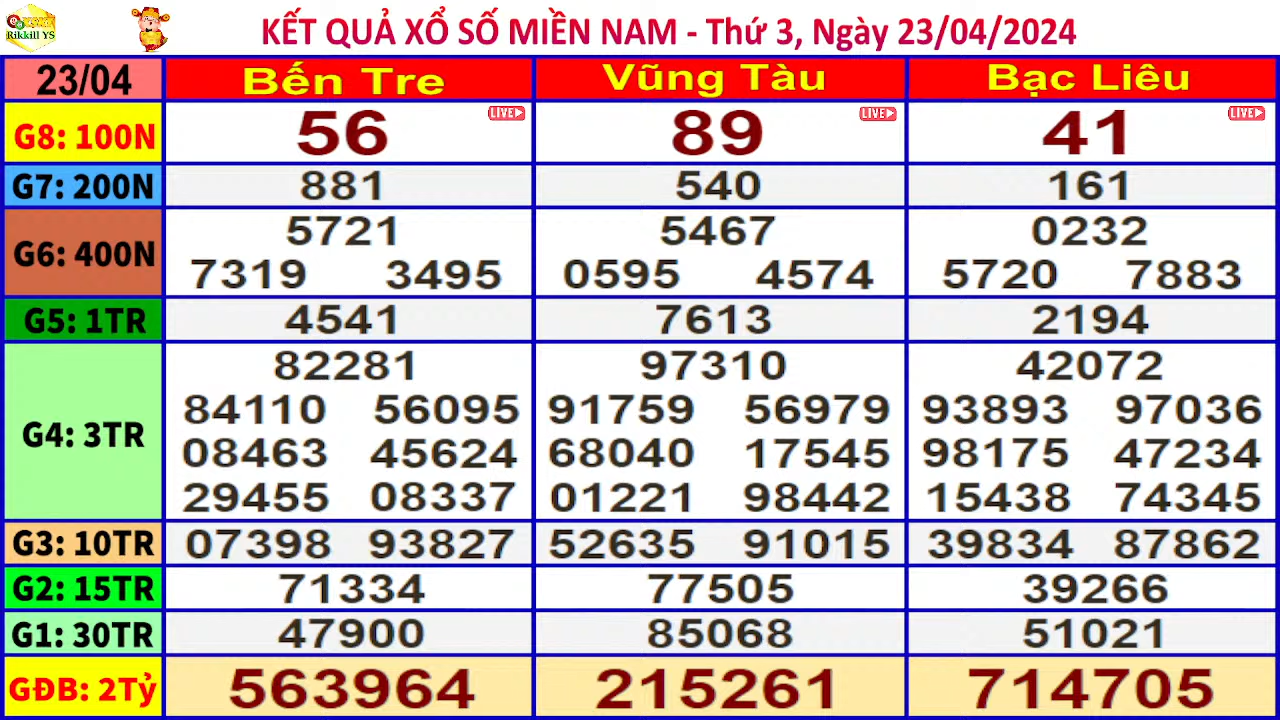 Rikkill YS
KẾT QUẢ XỔ SỐ MIỀN NAM - Thứ 3, Ngày 23/04/2024
23/04 Bến Tre Vũng Tàu Bạc Liêu
G8: 100N 56 LIVE 89 LIVE 41 LIVE
G7: 200N 881 540 161
5721 5467 0232
G6: 400N
7319 3495 0595 4574 5720 7883
G5: 1TR 4541 7613 2194
82281 97310 42072
84110 56095 91759 56979 93893 97036
G4: 3TR
08463 45624 68040 17545 98175 47234
29455 08337 01221 98442 15438 74345
G3: 10TR 07398 93827 52635 91015 39834 87862
G2: 15TR 71334 77505 39266
G1: 30TR 47900 85068 51021
GĐB: 2Tỷ 563964 215261 714705